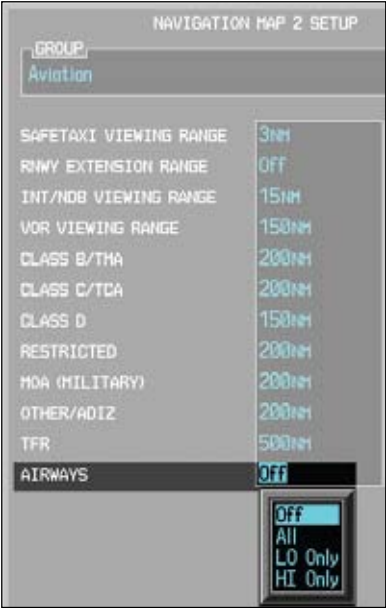 NAVIGATION MAP 2 SETUP
GROUP
Aviation
SAFETAXI VIEWING RANGE 3NM
RNWY EXTENSION RANGE Off
INT/NDB VIEWING RANGE 15NM
VOR VIEWING RANGE 150NM
CLASS B/TMA 200NM
CLASS C/TCA 200NM
CLASS D 150NM
RESTRICTED 200NM
MOA (MILITARY) 200NM
OTHER/ADIZ 200NM
TFR 500NM
AIRWAYS Off
Off
All
LO Only
HI Only